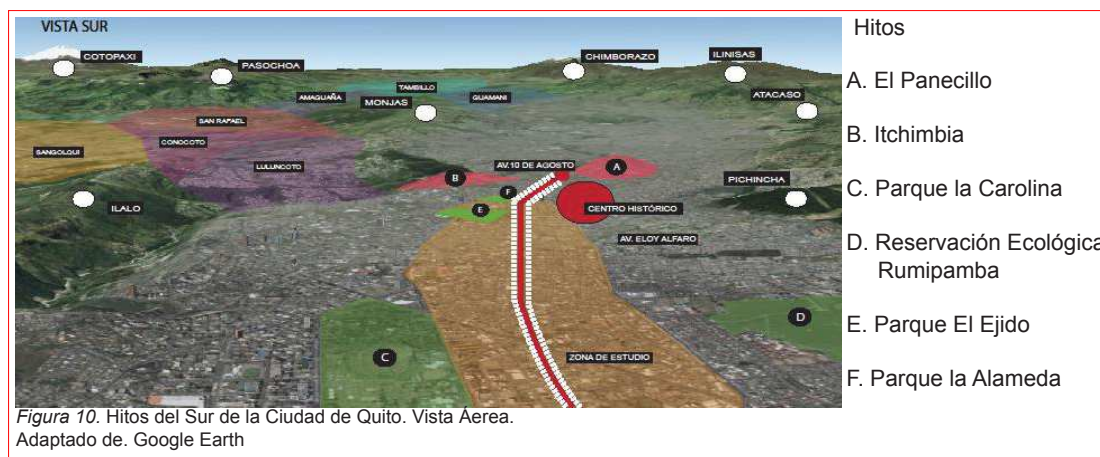 VISTA SUR
COTOPAXI
PASOCHOA
CHIMBORAZO
ILINISAS
TAMBILLO
AMAGUAÑA
GUAMANI
MONJAS
ATACASO
SAN RAFAEL
CONOCOTO
SANGOLQUI
LULUNCOTO
AV.10 DE AGOSTO
A
B
F
E
PICHINCHA
ILALO
CENTRO HISTÓRICO
AV. ELOY ALFARO
D
C
ZONA DE ESTUDIO
Hitos
A. El Panecillo
B. Itchimbia
C. Parque la Carolina
D. Reservación Ecológica
Rumipamba
E. Parque El Ejido
F. Parque la Alameda
Figura 10. Hitos del Sur de la Ciudad de Quito. Vista Áerea.
Adaptado de. Google Earth